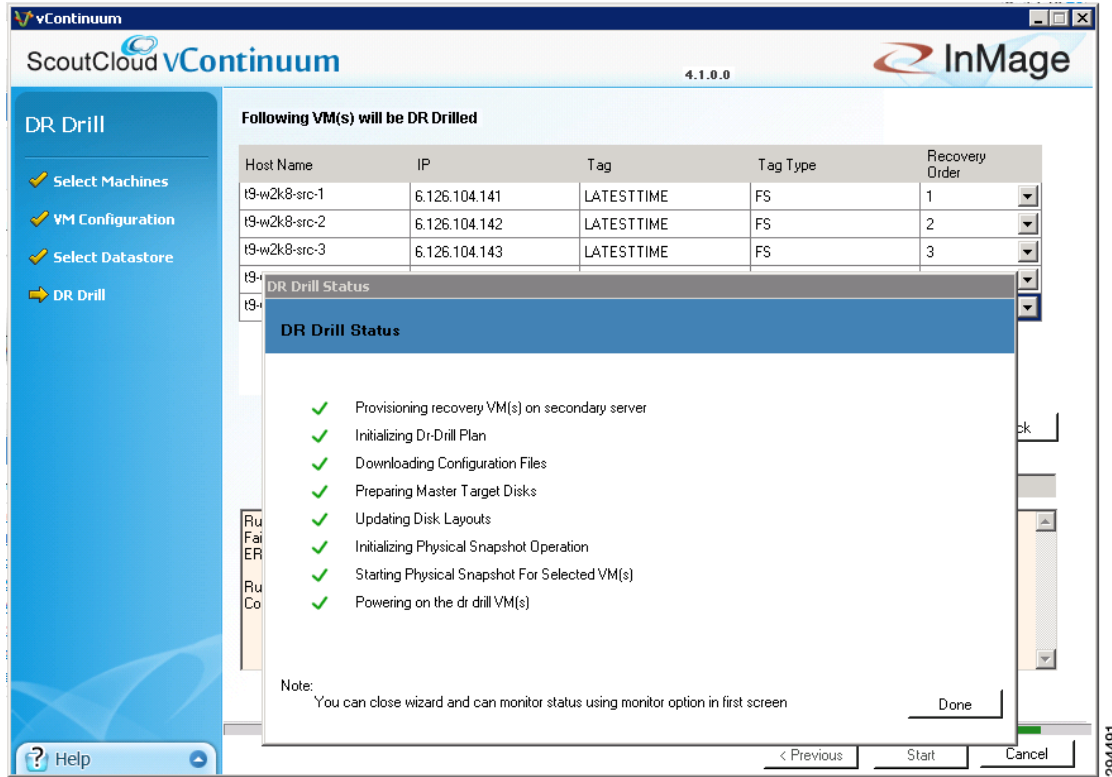 vContinuum
ScoutCloud vContinuum
4.1.0.0
InMage
DR Drill
Select Machines
VM Configuration
Select Datastore
DR Drill
Following VM(s) will be DR Drilled
Host Name IP Tag Tag Type Recovery Order
t9-w2k8-src-1 6.126.104.141 LATESTTIME FS 1
t9-w2k8-src-2 6.126.104.142 LATESTTIME FS 2
t9-w2k8-src-3 6.126.104.143 LATESTTIME FS 3
DR Drill Status
DR Drill Status
Provisioning recovery VM(s) on secondary server
Initializing Dr-Drill Plan
Downloading Configuration Files
Preparing Master Target Disks
Updating Disk Layouts
Initializing Physical Snapshot Operation
Starting Physical Snapshot For Selected VM(s)
Powering on the dr drill VM(s)
Note:
You can close wizard and can monitor status using monitor option in first screen
Done
Help
< Previous Start Cancel
294491